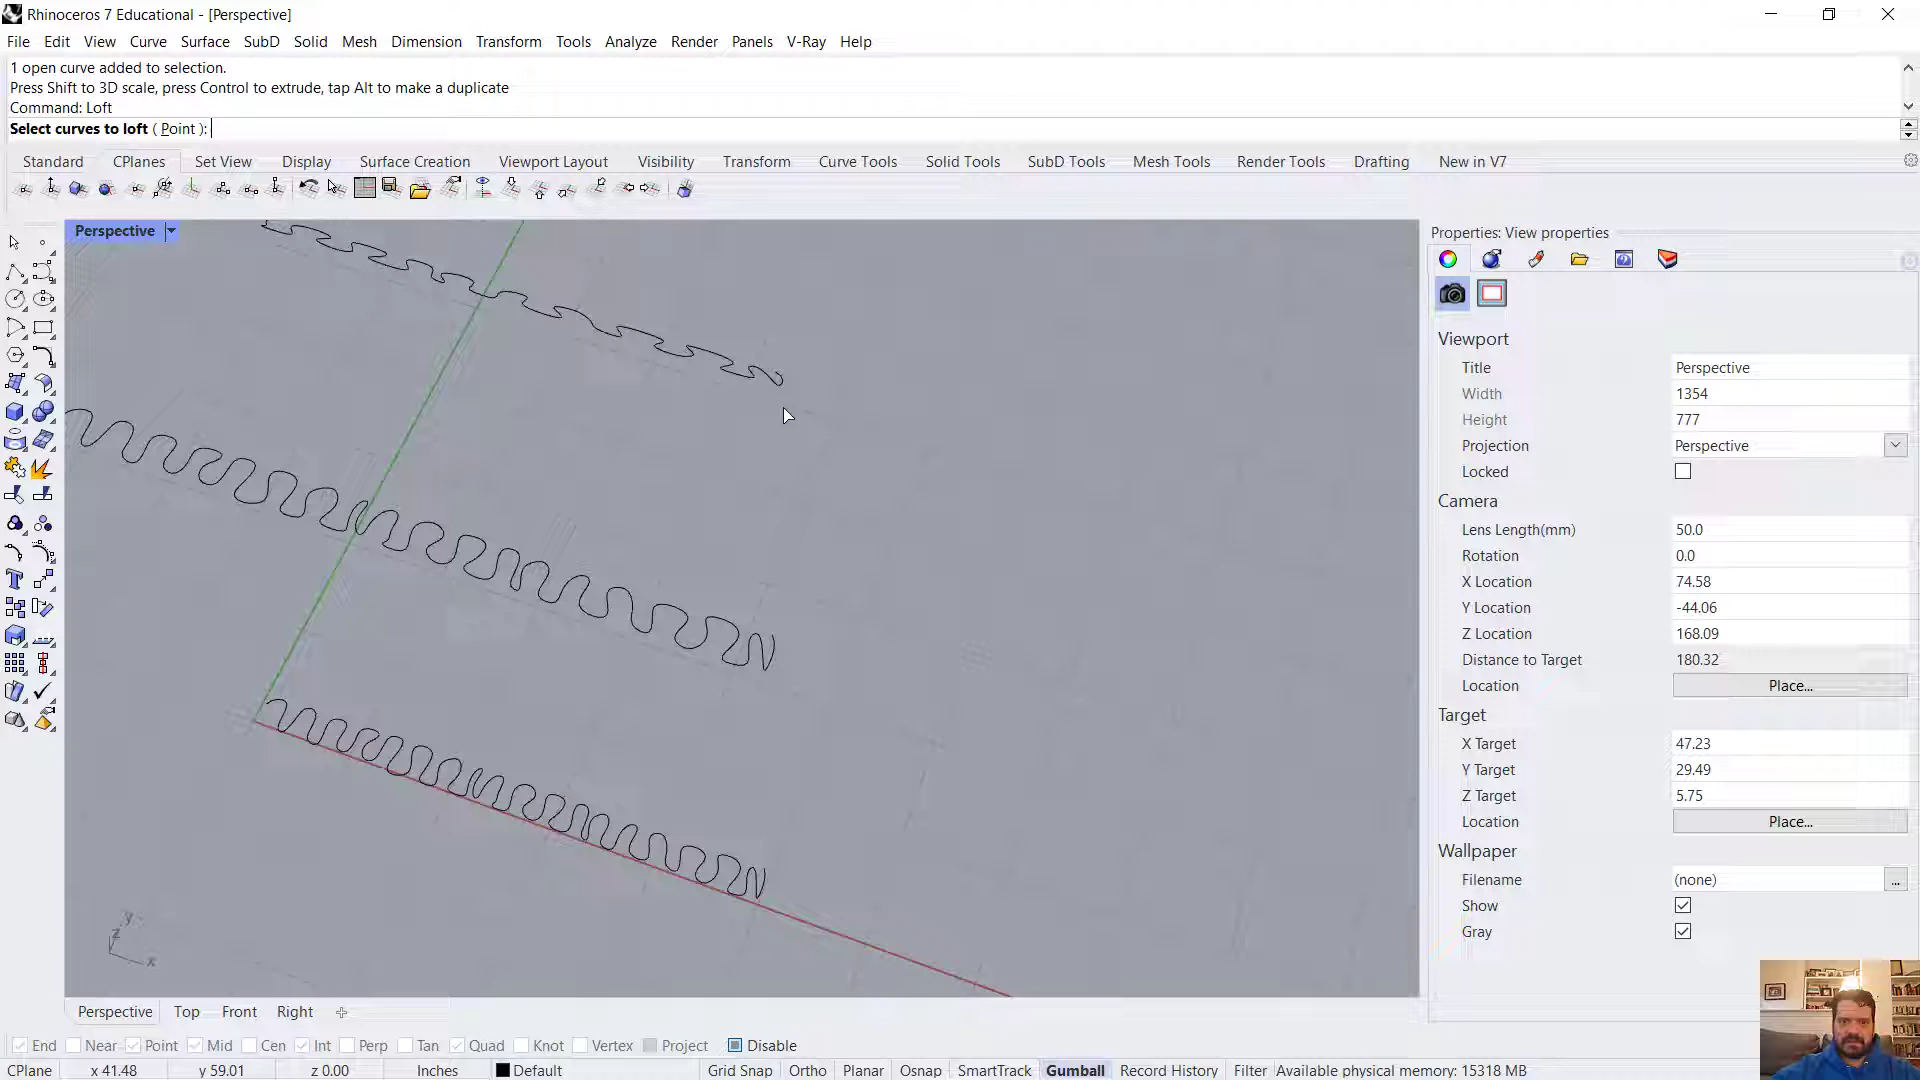 Rhinoceros 7 Educational - [Perspective]
File Edit View Curve Surface SubD Solid Mesh Dimension Transform Tools Analyze Render Panels V-Ray Help
1 open curve added to selection.
Press Shift to 3D scale, press Control to extrude, tap Alt to make a duplicate
Command: Loft
Select curves to loft ( Point ):
Standard CPlanes Set View Display Surface Creation Viewport Layout Visibility Transform Curve Tools Solid Tools SubD Tools Mesh Tools Render Tools Drafting New in V7
Perspective
Properties: View properties
Viewport
Title Perspective
Width 1354
Height 777
Projection Perspective
Locked
Camera
Lens Length(mm) 50.0
Rotation 0.0
X Location 74.58
Y Location -44.06
Z Location 168.09
Distance to Target 180.32
Location Place...
Target
X Target 47.23
Y Target 29.49
Z Target 5.75
Location Place...
Wallpaper
Filename (none) ...
Show
Gray
y
z
x
Perspective Top Front Right
End Near Point Mid Cen Int Perp Tan Quad Knot Vertex Project Disable
CPlane x 41.48 y 59.01 z 0.00 Inches Default Grid Snap Ortho Planar Osnap SmartTrack Gumball Record History Filter Available physical memory: 15318 MB